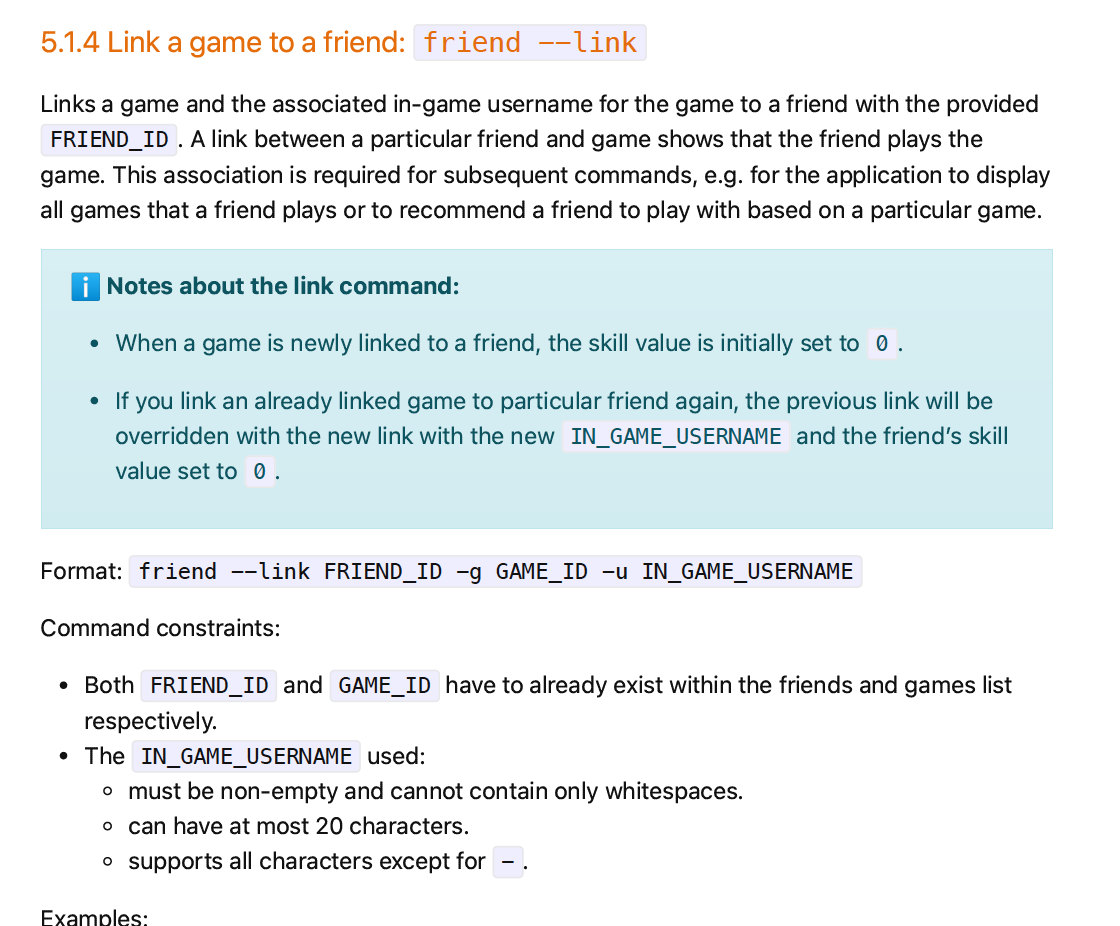 5.1.4 Link a game to a friend: friend --link
Links a game and the associated in-game username for the game to a friend with the provided
FRIEND_ID . A link between a particular friend and game shows that the friend plays the
game. This association is required for subsequent commands, e.g. for the application to display
all games that a friend plays or to recommend a friend to play with based on a particular game.
ℹ️ Notes about the link command:
• When a game is newly linked to a friend, the skill value is initially set to 0 .
• If you link an already linked game to particular friend again, the previous link will be
overridden with the new link with the new IN_GAME_USERNAME and the friend’s skill
value set to 0 .
Format: friend --link FRIEND_ID -g GAME_ID -u IN_GAME_USERNAME
Command constraints:
• Both FRIEND_ID and GAME_ID have to already exist within the friends and games list
respectively.
• The IN_GAME_USERNAME used:
◦ must be non-empty and cannot contain only whitespaces.
◦ can have at most 20 characters.
◦ supports all characters except for - .
Examples: